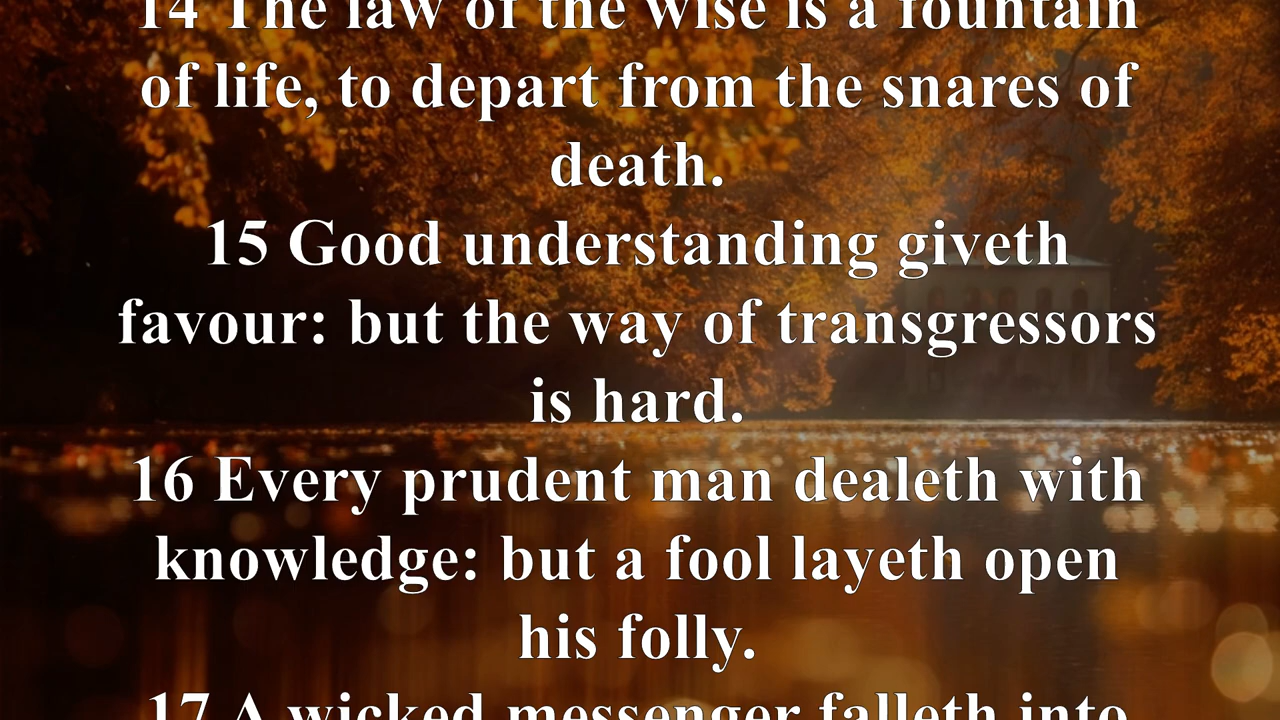 14 The law of the wise is a fountain
of life, to depart from the snares of
death.
15 Good understanding giveth
favour: but the way of transgressors
is hard.
16 Every prudent man dealeth with
knowledge: but a fool layeth open
his folly.
17 A wicked messenger falleth into